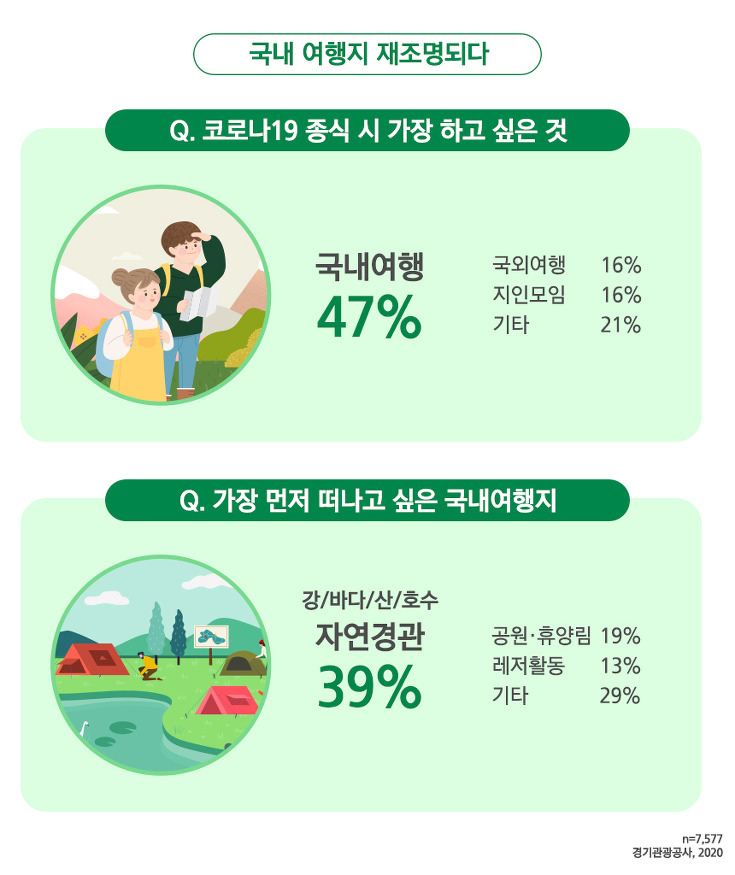 국내 여행지 재조명되다
Q. 코로나19 종식 시 가장 하고 싶은 것
국내여행
47%
국외여행 16%
지인모임 16%
기타 21%
Q. 가장 먼저 떠나고 싶은 국내여행지
강/바다/산/호수
자연경관
39%
공원·휴양림 19%
레저활동 13%
기타 29%
n=7,577
경기관광공사, 2020